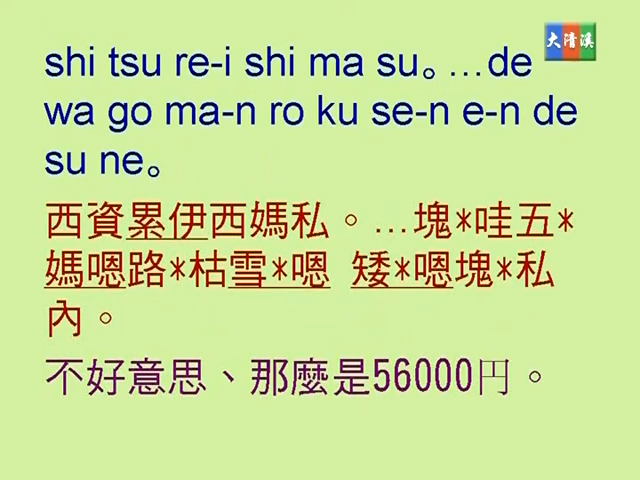 大清溪
shi tsu re-i shi ma su。…de
wa go ma-n ro ku se-n e-n de
su ne。
西資累伊西媽私。…塊*哇五*
媽嗯路*枯雪*嗯 矮*嗯塊*私
內。
不好意思、那麼是56000円。